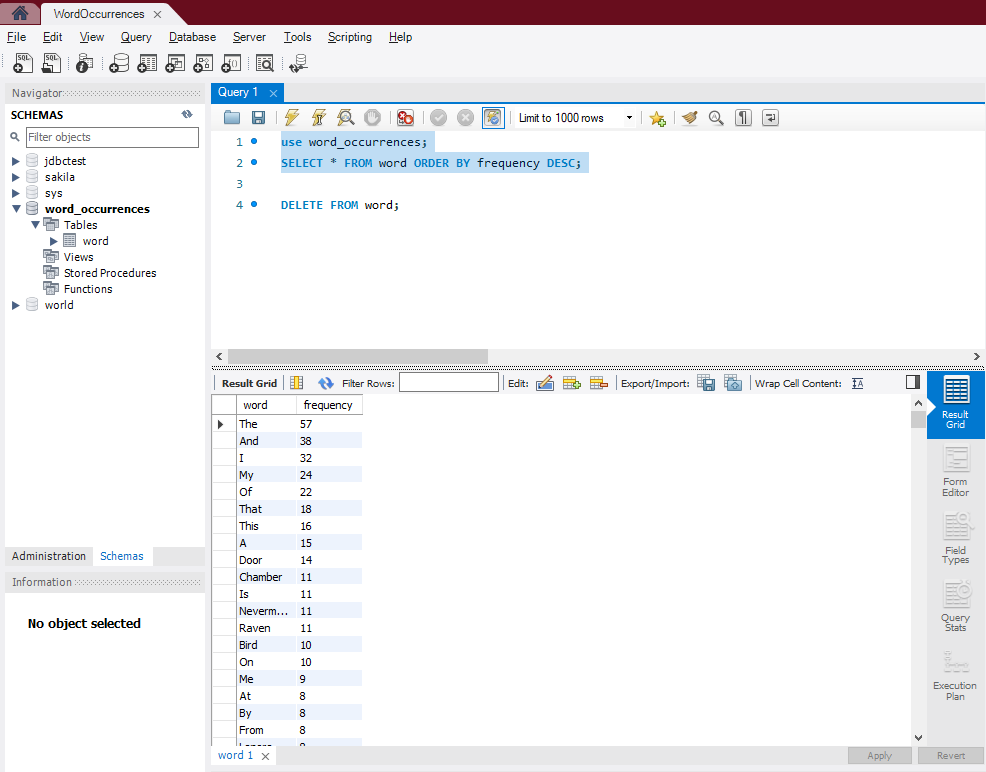 WordOccurrences
File Edit View Query Database Server Tools Scripting Help
Navigator
SCHEMAS
Filter objects
jdbctest
sakila
sys
word_occurrences
Tables
word
Views
Stored Procedures
Functions
world
Administration Schemas
Information
No object selected
Query 1
Limit to 1000 rows
1 use word_occurrences;
2 SELECT * FROM word ORDER BY frequency DESC;
3
4 DELETE FROM word;
Result Grid Filter Rows: Edit: Export/Import: Wrap Cell Content:
word frequency
The 57
And 38
I 32
My 24
Of 22
That 18
This 16
A 15
Door 14
Chamber 11
Is 11
Neverm... 11
Raven 11
Bird 10
On 10
Me 9
At 8
By 8
From 8
Result
Grid
Form
Editor
Field
Types
Query
Stats
Execution
Plan
word 1
Apply Revert